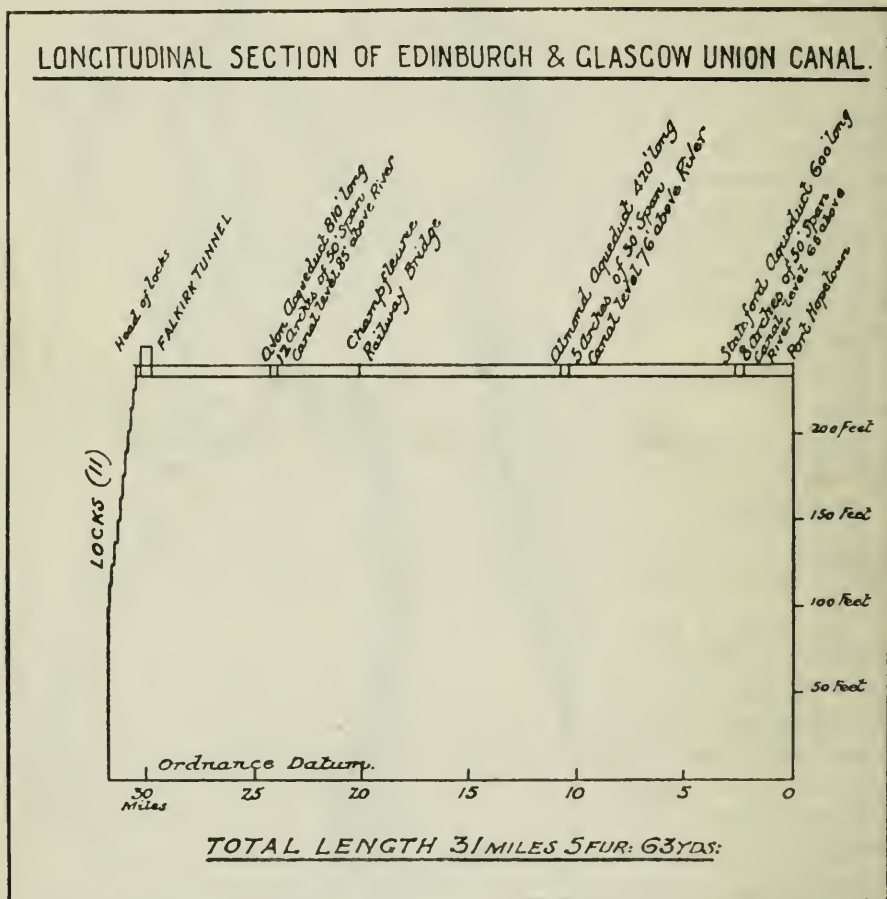 LONGITUDINAL SECTION OF EDINBURGH & GLASGOW UNION CANAL.
Head of locks
FALKIRK TUNNEL
Avon Aqueduct 810' long
12 arches of 50' Span
Canal level 85' above River
Champfleurie
Railway Bridge
Almond Aqueduct 420' long
5 Arches of 50' Span
Canal level 76' above River
Slateford Aqueduct 600' long
8 arches of 50' Span
Canal Level 66' above
River
Port Hopetown
LOCKS (11)
200 Feet
150 Feet
100 Feet
50 Feet
Ordnance Datum.
30 25 20 15 10 5 0
Miles
TOTAL LENGTH 31 MILES 5 FUR: 63 YDS: